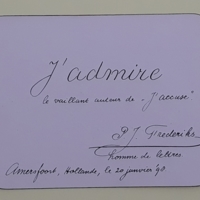 J'admire
le vaillant auteur de „J'accuse"
P J Frederiks
homme de lettres
Amersfoort, Hollande, le 20 janvier '98.